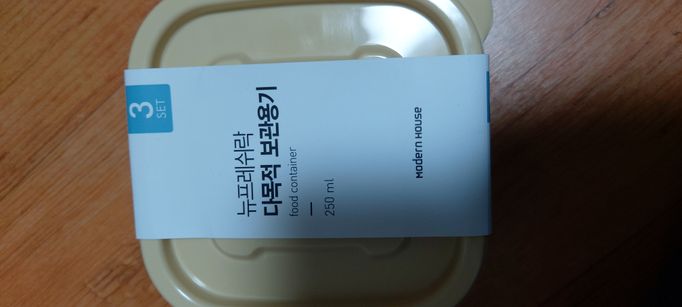 3
SET
뉴프레쉬락
다목적 보관용기
food container
250 ml
MODERN HOUSE